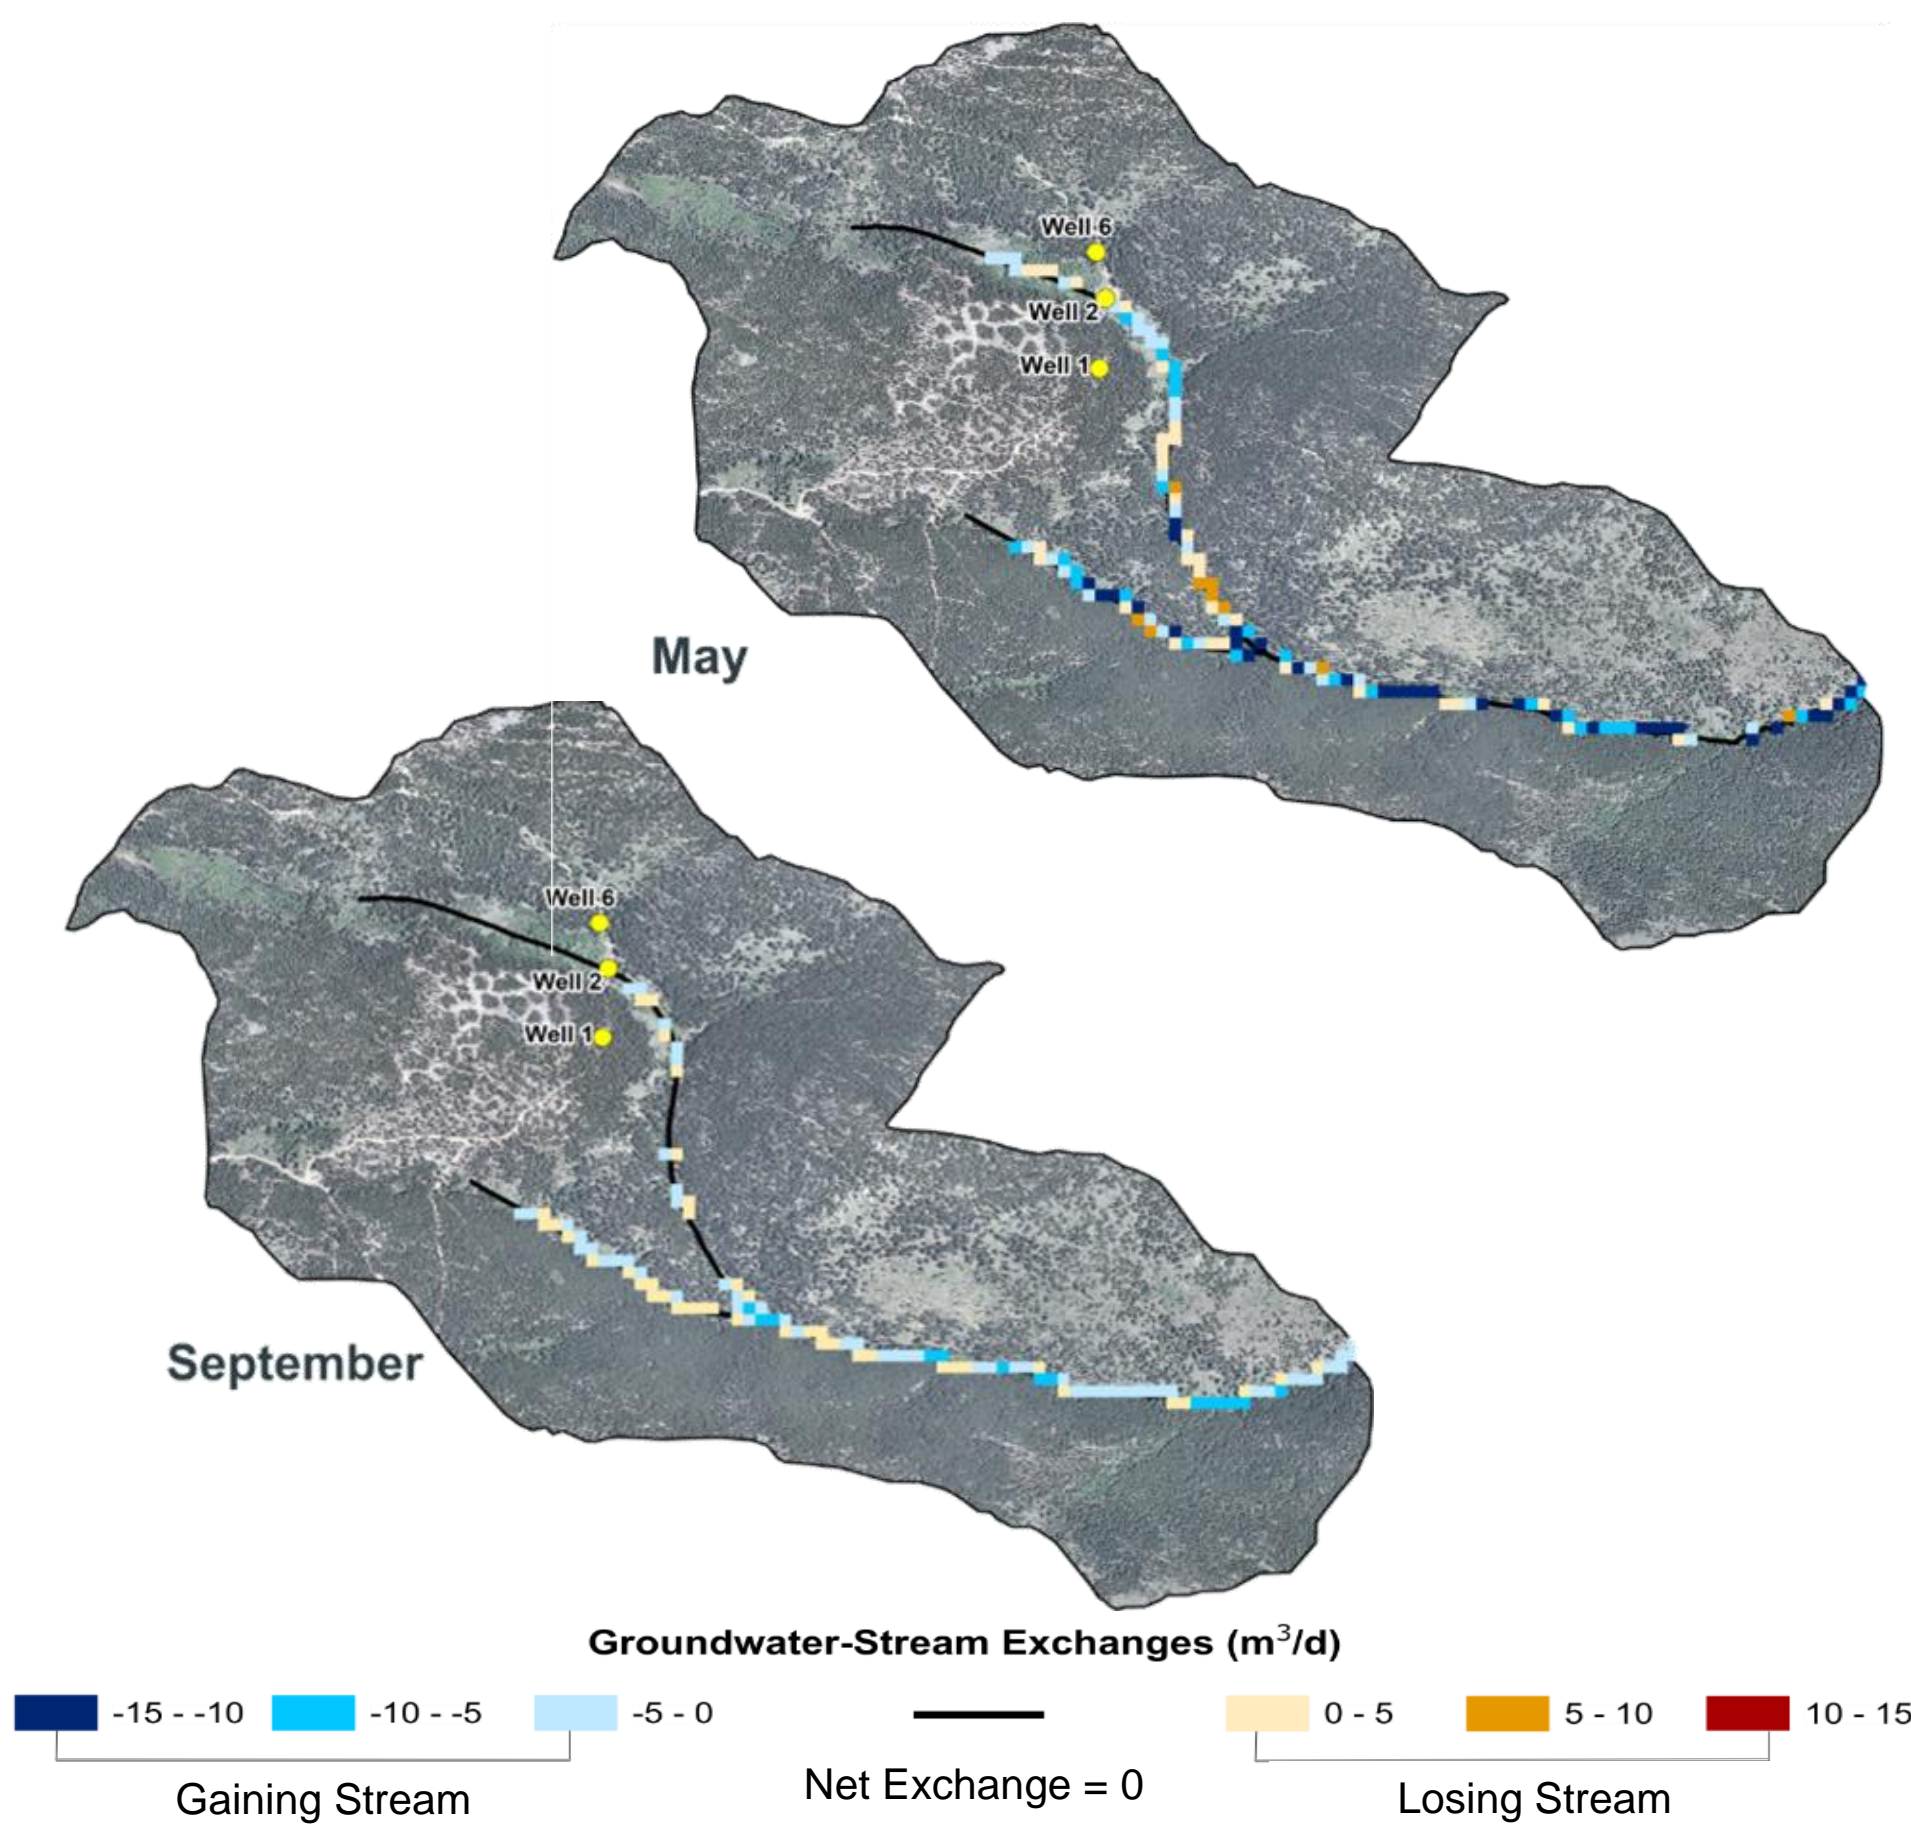 Well 6
Well 2
Well 1
May
Well 6
Well 2
Well 1
September
Groundwater-Stream Exchanges (m³/d)
-15 - -10
-10 - -5
-5 - 0
0 - 5
5 - 10
10 - 15
Gaining Stream
Net Exchange = 0
Losing Stream